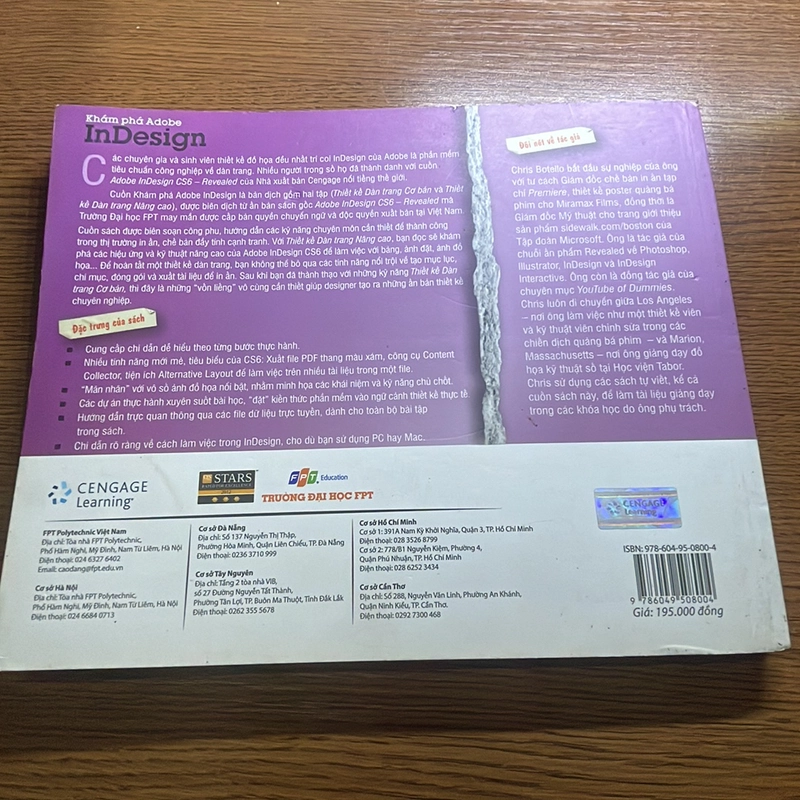 Khám phá Adobe
InDesign
Các chuyên gia và sinh viên thiết kế đồ họa đều nhất trí coi InDesign của Adobe là phần mềm
tiêu chuẩn công nghiệp về dàn trang. Nhiều người trong số họ đã thành danh với cuốn
Adobe InDesign CS6 – Revealed của Nhà xuất bản Cengage nổi tiếng thế giới.
Cuốn Khám phá Adobe InDesign là bản dịch gồm hai tập (Thiết kế Dàn trang Cơ bản và Thiết
kế Dàn trang Nâng cao), được biên dịch từ ấn bản sách gốc Adobe InDesign CS6 – Revealed mà
Trường Đại học FPT may mắn được cấp bản quyền chuyển ngữ và độc quyền xuất bản tại Việt Nam.
Cuốn sách được biên soạn công phu, hướng dẫn các kỹ năng chuyên môn cần thiết để thành công
trong thị trường in ấn, chế bản đầy tính cạnh tranh. Với Thiết kế Dàn trang Nâng cao, bạn đọc sẽ khám
phá các hiệu ứng và kỹ thuật nâng cao của Adobe InDesign CS6 để làm việc với bảng, ảnh đặt, ảnh đồ
họa... Để hoàn tất một thiết kế dàn trang, bạn không thể bỏ qua các tính năng nổi trội về tạo mục lục,
chỉ mục, đóng gói và xuất tài liệu để in ấn. Sau khi bạn đã thành thạo với những kỹ năng Thiết kế Dàn
trang Cơ bản, thì đây là những “vốn liếng” vô cùng cần thiết giúp designer tạo ra những ấn bản thiết kế
chuyên nghiệp.
Đặc trưng của sách
Cung cấp chỉ dẫn dễ hiểu theo từng bước thực hành.
Nhiều tính năng mới mẻ, tiêu biểu của CS6: Xuất file PDF thang màu xám, công cụ Content
Collector, tiện ích Alternative Layout để làm việc trên nhiều tài liệu trong một file.
“Mãn nhãn” với vô số ảnh đồ họa nổi bật, nhằm minh họa các khái niệm và kỹ năng chủ chốt.
Các dự án thực hành xuyên suốt bài học, “đặt” kiến thức phần mềm vào ngữ cảnh thiết kế thực tế.
Hướng dẫn trực quan thông qua các file dữ liệu trực tuyến, dành cho toàn bộ bài tập
trong sách.
Chỉ dẫn rõ ràng về cách làm việc trong InDesign, cho dù bạn sử dụng PC hay Mac.
Đôi nét về tác giả
Chris Botello bắt đầu sự nghiệp của ông
với tư cách Giám đốc chế bản in ấn tạp
chí Premiere, thiết kế poster quảng bá
phim cho Miramax Films, đồng thời là
Giám đốc Mỹ thuật cho trang giới thiệu
sản phẩm sidewalk.com/boston của
Tập đoàn Microsoft. Ông là tác giả của
chuỗi ấn phẩm Revealed về Photoshop,
Illustrator, InDesign và InDesign
Interactive. Ông còn là đồng tác giả của
chuyên mục YouTube of Dummies.
Chris luôn di chuyển giữa Los Angeles
- nơi ông làm việc như một thiết kế viên
và kỹ thuật viên chỉnh sửa trong các
chiến dịch quảng bá phim – và Marion,
Massachusetts – nơi ông giảng dạy đồ
họa kỹ thuật số tại Học viện Tabor.
Chris sử dụng các sách tự viết, kể cả
cuốn sách này, để làm tài liệu giảng dạy
trong các khóa học do ông phụ trách.
CENGAGE
Learning
STARS
2012
FPT Education
TRƯỜNG ĐẠI HỌC FPT
CENGAGE
Learning
FPT Polytechnic Việt Nam
Địa chỉ: Tòa nhà FPT Polytechnic,
Phố Hàm Nghi, Mỹ Đình, Nam Từ Liêm, Hà Nội
Điện thoại: 024 6327 6402
Email: caodang@fpt.edu.vn
Cơ sở Hà Nội
Địa chỉ: Tòa nhà FPT Polytechnic,
Phố Hàm Nghi, Mỹ Đình, Nam Từ Liêm, Hà Nội
Điện thoại: 024 6684 0713
Cơ sở Đà Nẵng
Địa chỉ: Số 137 Nguyễn Thị Thập,
Phường Hòa Minh, Quận Liên Chiểu, TP. Đà Nẵng
Điện thoại: 0236 3710 999
Cơ sở Tây Nguyên
Địa chỉ: Tầng 2 tòa nhà VIB,
số 27 Đường Nguyễn Tất Thành,
Phường Tân Lợi, TP. Buôn Ma Thuột, Tỉnh Đắk Lắk
Điện thoại: 0262 355 5678
Cơ sở Hồ Chí Minh
Cơ sở 1: 391A Nam Kỳ Khởi Nghĩa, Quận 3, TP. Hồ Chí Minh
Điện thoại: 028 3526 8799
Cơ sở 2: 778/B1 Nguyễn Kiệm, Phường 4,
Quận Phú Nhuận, TP. Hồ Chí Minh
Điện thoại: 028 6252 3434
Cơ sở Cần Thơ
Địa chỉ: Số 288, Nguyễn Văn Linh, Phường An Khánh,
Quận Ninh Kiều, TP. Cần Thơ.
Điện thoại: 0292 7300 468
ISBN: 978-604-95-0800-4
9 786049 508004
Giá: 195.000 đồng